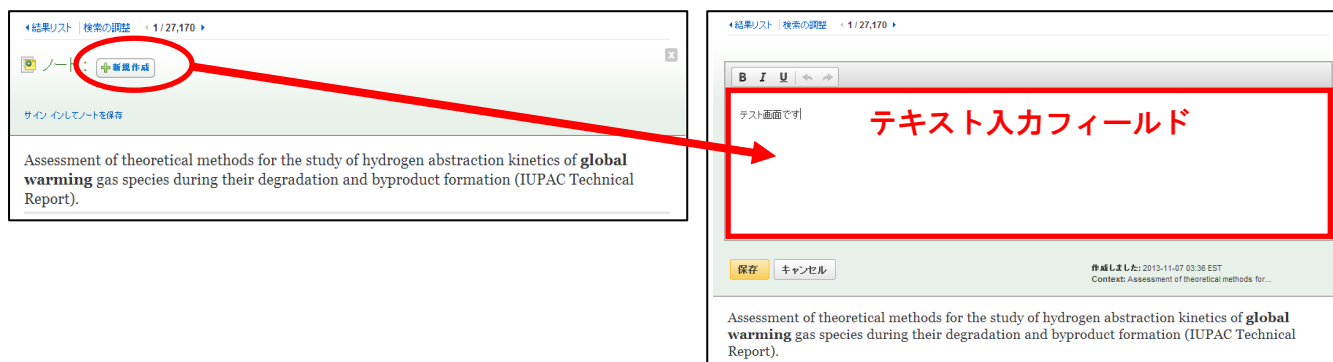 結果リスト 検索の調整 1 / 27,170
ノート : 新規作成
サイン インしてノートを保存
Assessment of theoretical methods for the study of hydrogen abstraction kinetics of global
warming gas species during their degradation and byproduct formation (IUPAC Technical
Report).
結果リスト 検索の調整 1 / 27,170
B I U
テスト画面です
テキスト入力フィールド
保存 キャンセル
作成しました: 2013-11-07 03:36 EST
Context: Assessment of theoretical methods for...
Assessment of theoretical methods for the study of hydrogen abstraction kinetics of global
warming gas species during their degradation and byproduct formation (IUPAC Technical
Report).